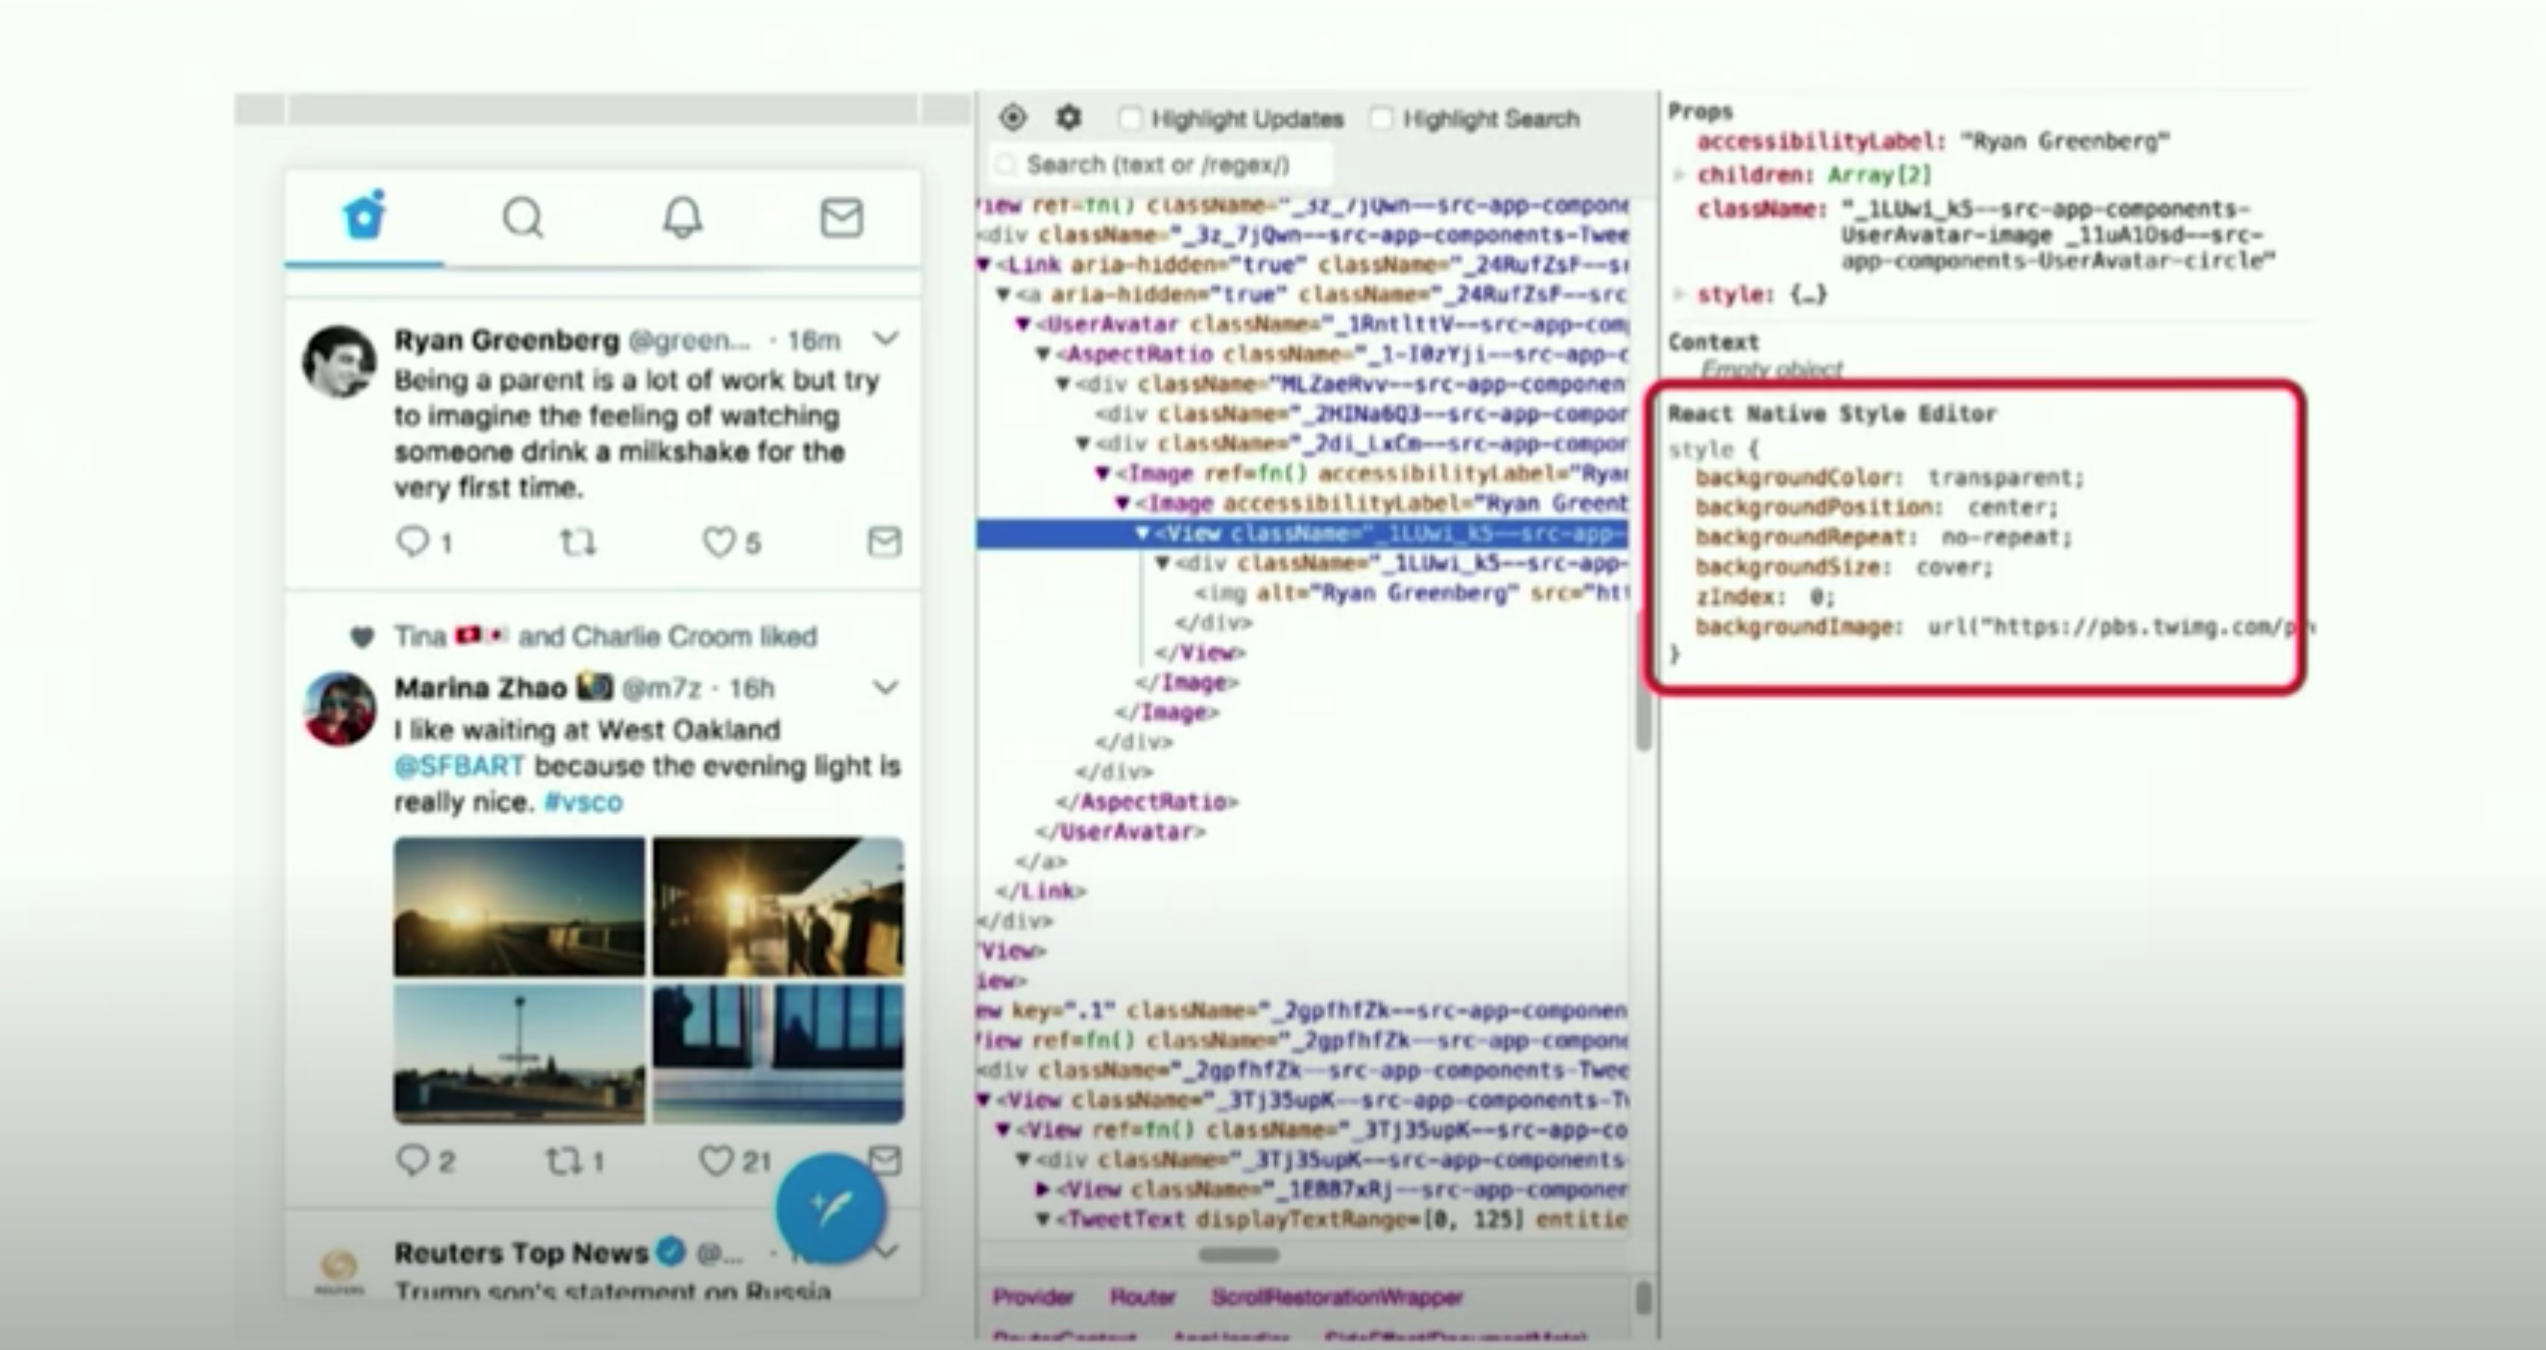 Ryan Greenberg @green... · 16m
Being a parent is a lot of work but try
to imagine the feeling of watching
someone drink a milkshake for the
very first time.
1
5
Tina and Charlie Croom liked
Marina Zhao @m7z · 16h
I like waiting at West Oakland
@SFBART because the evening light is
really nice. #vsco
2
1
21
Reuters Top News @...
REUTERS
Trump son's statement on Russia
Highlight Updates
Highlight Search
Search (text or /regex/)
iew ref=fn() className="_3z_7jQwn--src-app-compone
<div className="_3z_7jQwn--src-app-components-Twee
<Link aria-hidden="true" className="_24RufZsF--sr
<a aria-hidden="true" className="_24RufZsF--src
<UserAvatar className="_1RntlttV--src-app-com
<AspectRatio className="_1-I0zYji--src-app-c
<div className="MLZaeRvv--src-app-componen
<div className="_2HINa6Q3--src-app-compor
<div className="_2di_LxCm--src-app-compor
<Image ref=fn() accessibilityLabel="Ryan
<Image accessibilityLabel="Ryan Greent
<View className="_1LUwi_k5--src-app-
<div className="_1LUwi_k5--src-app-
<img alt="Ryan Greenberg" src="htt
</div>
</View>
</Image>
</Image>
</div>
</div>
</AspectRatio>
</UserAvatar>
</a>
</Link>
</div>
View>
iew>
ew key=".1" className="_2gpfhfZk--src-app-componen
iew ref=fn() className="_2gpfhfZk--src-app-compone
<div className="_2gpfhfZk--src-app-components-Twee
<View className="_3Tj35upK--src-app-components-Tw
<View ref=fn() className="_3Tj35upK--src-app-co
<div className="_3Tj35upK--src-app-components-
<View className="_1EBB7xRj--src-app-componer
<TweetText displayTextRange=[0, 125] entitie
Provider Router ScrollRestorationWrapper
Props
accessibilityLabel: "Ryan Greenberg"
children: Array[2]
className: "_1LUwi_k5--src-app-components-
UserAvatar-image _11uA1Osd--src-
app-components-UserAvatar-circle"
style: {…}
Context
Empty object
React Native Style Editor
style {
backgroundColor: transparent;
backgroundPosition: center;
backgroundRepeat: no-repeat;
backgroundSize: cover;
zIndex: 0;
backgroundImage: url("https://pbs.twimg.com/p
}